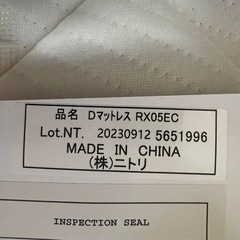 品名 Dマットレス RX05EC
Lot.NT. 20230912 5651996
MADE IN CHINA
(株)ニトリ
INSPECTION SEAL